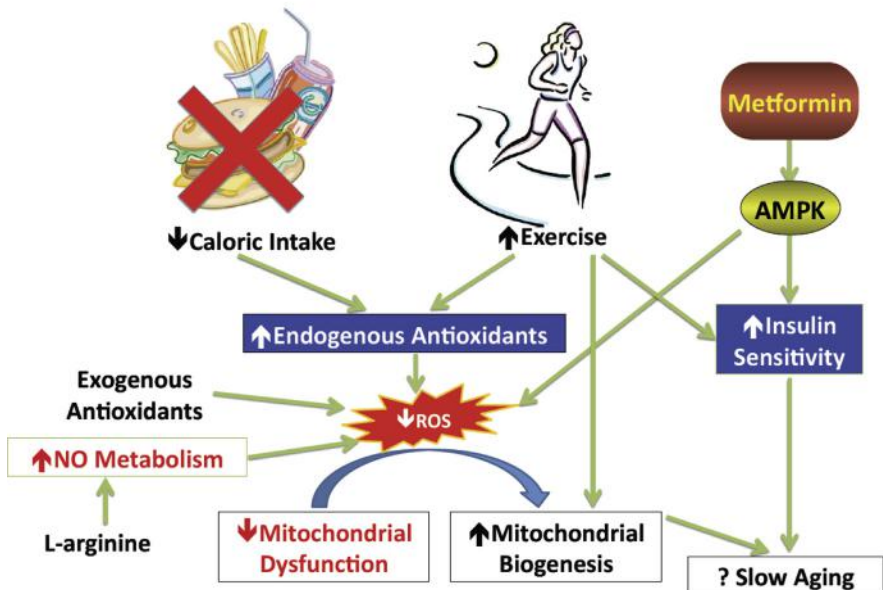 Metformin
AMPK
↓Caloric Intake
↑Exercise
↑Endogenous Antioxidants
↑Insulin
Sensitivity
Exogenous
Antioxidants
↓ROS
↑NO Metabolism
L-arginine
↓Mitochondrial
Dysfunction
↑Mitochondrial
Biogenesis
? Slow Aging